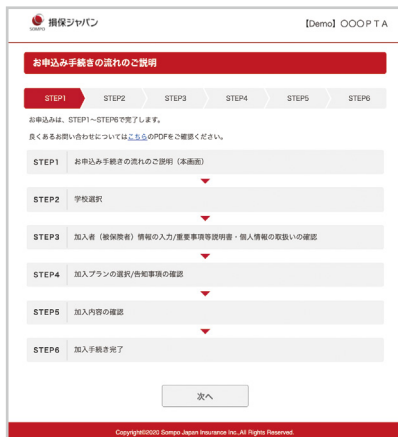 SOMPO 損保ジャパン
【Demo】〇〇〇ＰＴＡ
お申込み手続きの流れのご説明
STEP1 STEP2 STEP3 STEP4 STEP5 STEP6
お申込みは、STEP1～STEP6で完了します。
良くあるお問い合わせについてはこちらのPDFをご確認ください。
STEP1 お申込み手続きの流れのご説明（本画面）
STEP2 学校選択
STEP3 加入者（被保険者）情報の入力/重要事項等説明書・個人情報の取扱いの確認
STEP4 加入プランの選択/告知事項の確認
STEP5 加入内容の確認
STEP6 加入手続き完了
次へ
Copyright©2020 Sompo Japan Insurance Inc.,All Rights Reserved.